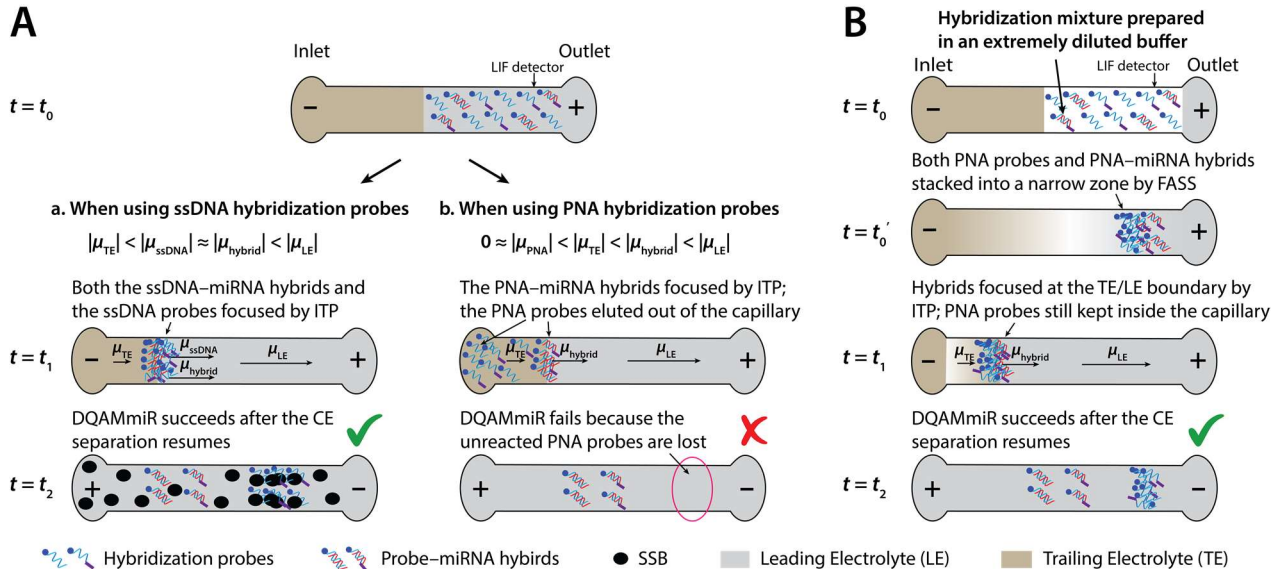 A
Inlet
Outlet
LIF detector
t = t0
−
+
a. When using ssDNA hybridization probes
|μTE| < |μssDNA| ≈ |μhybrid| < |μLE|
Both the ssDNA–miRNA hybrids and
the ssDNA probes focused by ITP
t = t1
−
μTE
μssDNA
μhybrid
μLE
+
DQAMmiR succeeds after the CE
separation resumes
t = t2
+
−
b. When using PNA hybridization probes
0 ≈ |μPNA| < |μTE| < |μhybrid| < |μLE|
The PNA–miRNA hybrids focused by ITP;
the PNA probes eluted out of the capillary
−
μTE
μhybrid
μLE
+
DQAMmiR fails because the
unreacted PNA probes are lost
+
−
B
Hybridization mixture prepared
in an extremely diluted buffer
Inlet
LIF detector
Outlet
t = t0
−
+
Both PNA probes and PNA–miRNA hybrids
stacked into a narrow zone by FASS
t = t0′
−
+
Hybrids focused at the TE/LE boundary by
ITP; PNA probes still kept inside the capillary
t = t1
−
μTE
μhybrid
μLE
+
DQAMmiR succeeds after the CE
separation resumes
t = t2
+
−
Hybridization probes
Probe–miRNA hybirds
SSB
Leading Electrolyte (LE)
Trailing Electrolyte (TE)